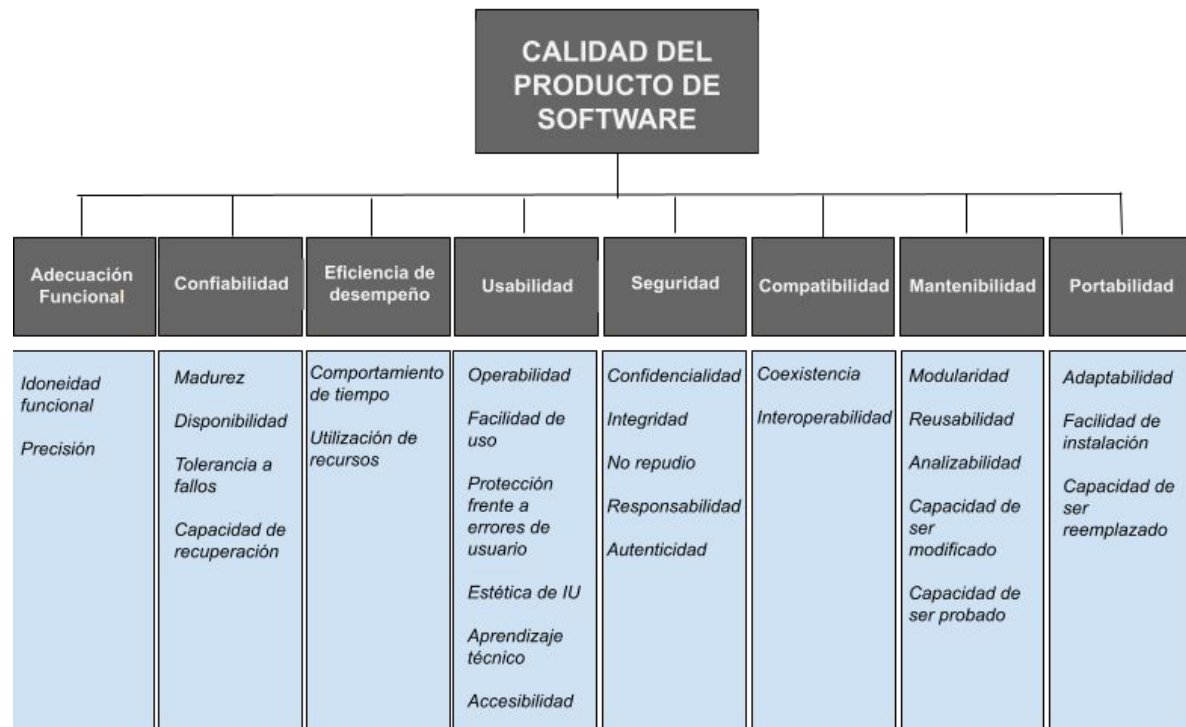 CALIDAD DEL
PRODUCTO DE
SOFTWARE
Adecuación
Funcional
Confiabilidad
Eficiencia de
desempeño
Usabilidad
Seguridad
Compatibilidad
Mantenibilidad
Portabilidad
Idoneidad
funcional
Precisión
Madurez
Disponibilidad
Tolerancia a
fallos
Capacidad de
recuperación
Comportamiento
de tiempo
Utilización de
recursos
Operabilidad
Facilidad de
uso
Protección
frente a
errores de
usuario
Estética de IU
Aprendizaje
técnico
Accesibilidad
Confidencialidad
Integridad
No repudio
Responsabilidad
Autenticidad
Coexistencia
Interoperabilidad
Modularidad
Reusabilidad
Analizabilidad
Capacidad de
ser
modificado
Capacidad de
ser probado
Adaptabilidad
Facilidad de
instalación
Capacidad de
ser
reemplazado